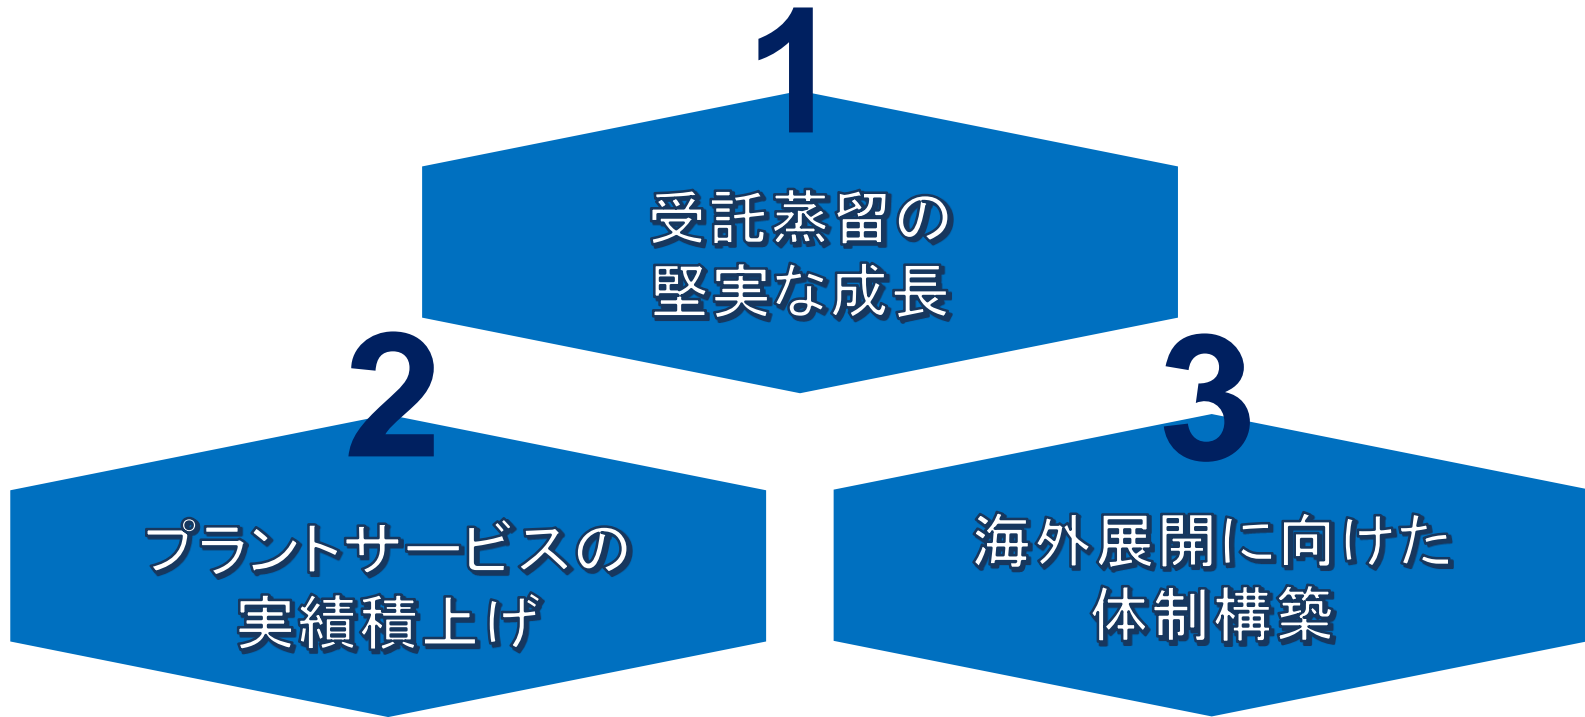 1
受託蒸留の
堅実な成長
2
プラントサービスの
実績積上げ
3
海外展開に向けた
体制構築